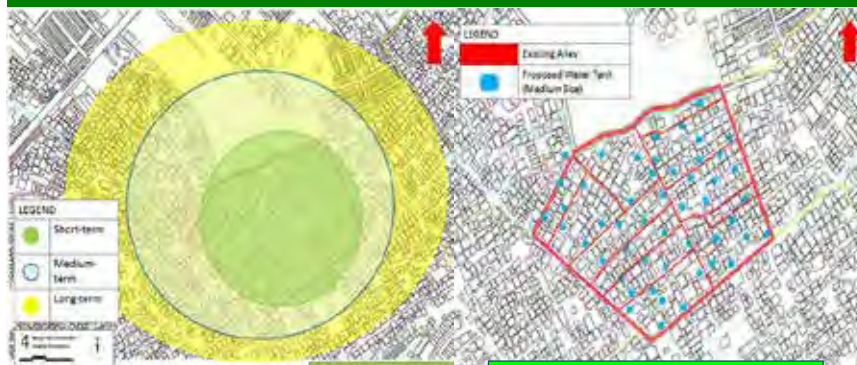 LEGEND
Short-term
Medium-
term
Long-term
LEGEND
Existing Alley
Proposed Water Tank
(Medium Size)